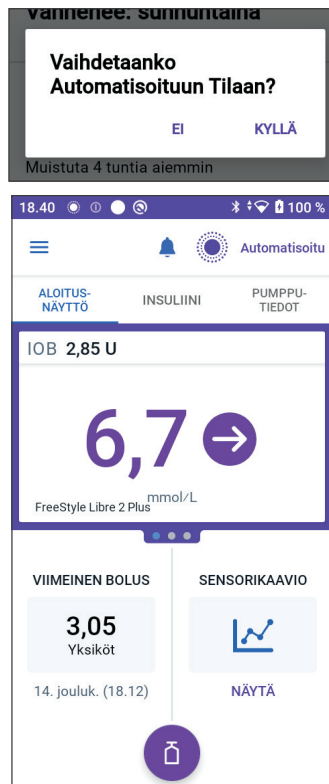 Vanhenee: sunnuntaina
Vaihdetaanko
Automatisoituun Tilaan?
EI KYLLÄ
Muistuta 4 tuntia aiemmin
18.40 100 %
Automatisoitu
ALOITUS-
NÄYTTÖ
INSULIINI
PUMPPU-
TIEDOT
IOB 2,85 U
6,7
mmol/L
FreeStyle Libre 2 Plus
VIIMEINEN BOLUS
3,05
Yksiköt
14. jouluk. (18.12)
SENSORIKAAVIO
NÄYTÄ